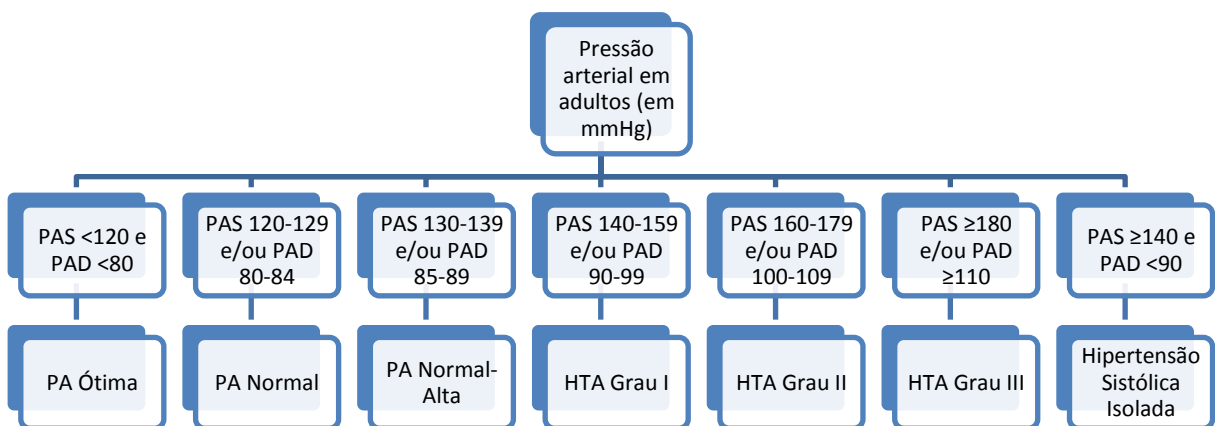 Pressão
arterial em
adultos (em
mmHg)
PAS <120 e
PAD <80
PAS 120-129
e/ou PAD
80-84
PAS 130-139
e/ou PAD
85-89
PAS 140-159
e/ou PAD
90-99
PAS 160-179
e/ou PAD
100-109
PAS ≥180
e/ou PAD
≥110
PAS ≥140 e
PAD <90
PA Ótima
PA Normal
PA Normal-
Alta
HTA Grau I
HTA Grau II
HTA Grau III
Hipertensão
Sistólica
Isolada